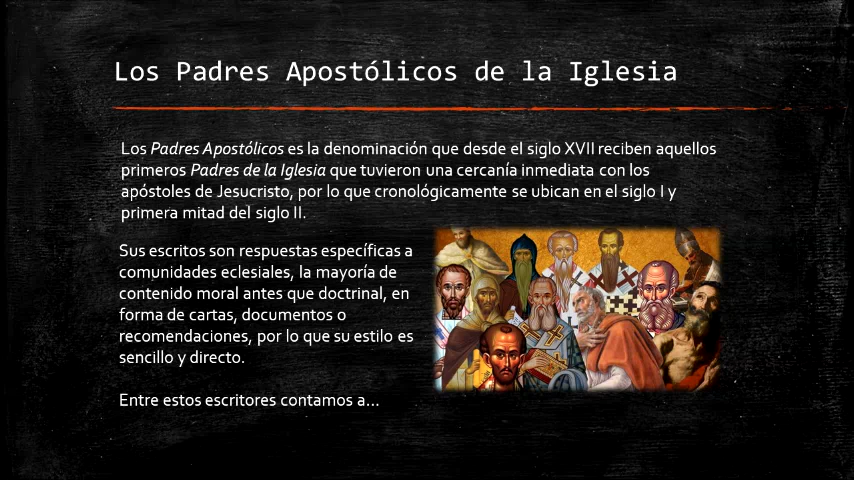 Los Padres Apostólicos de la Iglesia
Los Padres Apostólicos es la denominación que desde el siglo XVII reciben aquellos
primeros Padres de la Iglesia que tuvieron una cercanía inmediata con los
apóstoles de Jesucristo, por lo que cronológicamente se ubican en el siglo I y
primera mitad del siglo II.
Sus escritos son respuestas específicas a
comunidades eclesiales, la mayoría de
contenido moral antes que doctrinal, en
forma de cartas, documentos o
recomendaciones, por lo que su estilo es
sencillo y directo.
Entre estos escritores contamos a…